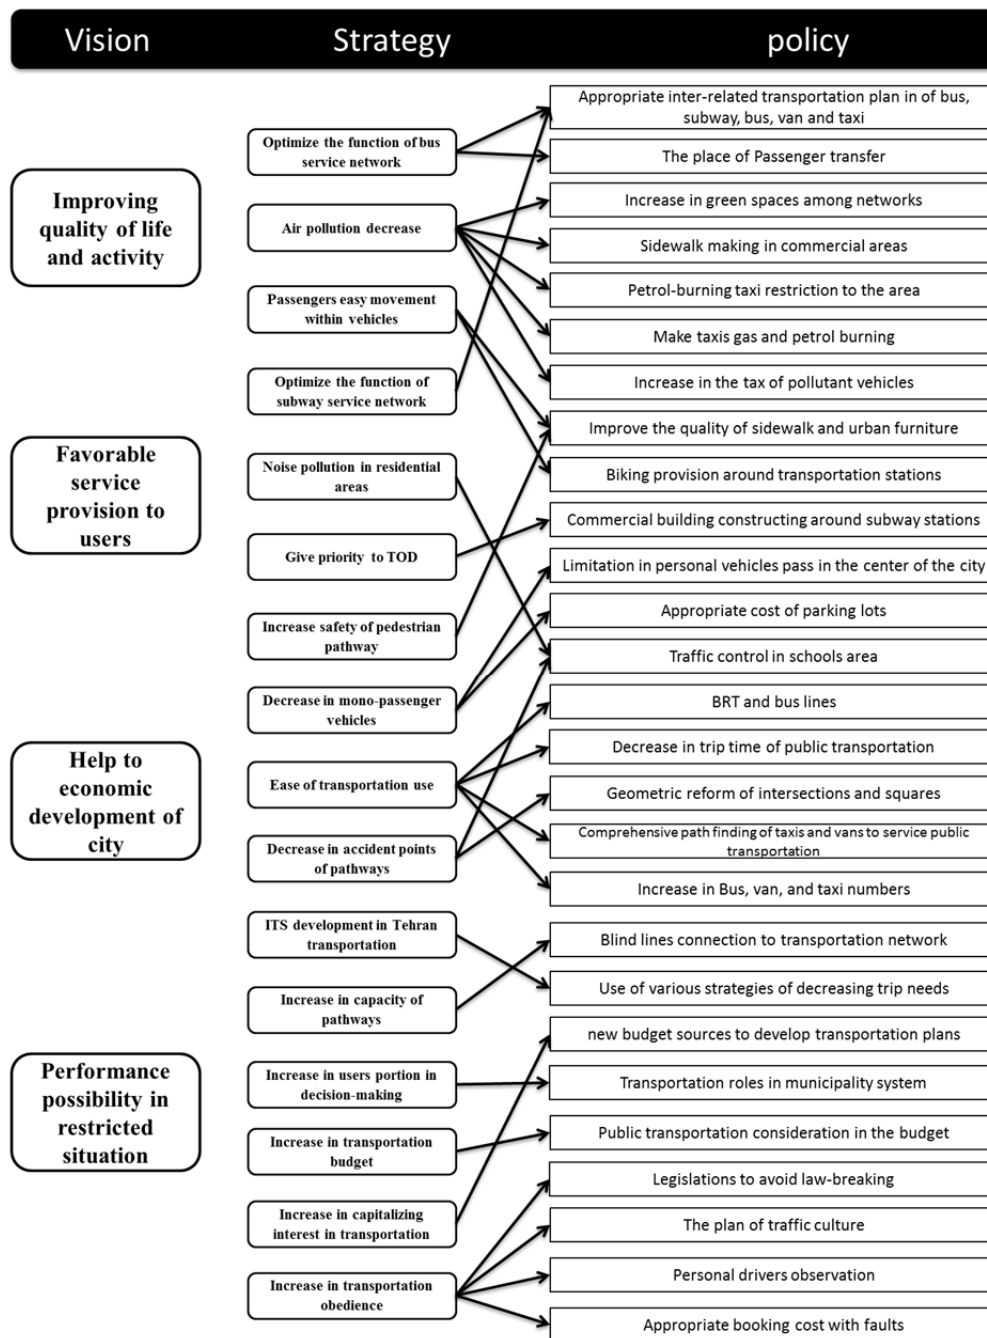 Vision
Strategy
policy
Improving
quality of life
and activity
Favorable
service
provision to
users
Help to
economic
development of
city
Performance
possibility in
restricted
situation
Optimize the function of bus
service network
Air pollution decrease
Passengers easy movement
within vehicles
Optimize the function of
subway service network
Noise pollution in residential
areas
Give priority to TOD
Increase safety of pedestrian
pathway
Decrease in mono-passenger
vehicles
Ease of transportation use
Decrease in accident points
of pathways
ITS development in Tehran
transportation
Increase in capacity of
pathways
Increase in users portion in
decision-making
Increase in transportation
budget
Increase in capitalizing
interest in transportation
Increase in transportation
obedience
Appropriate inter-related transportation plan in of bus,
subway, bus, van and taxi
The place of Passenger transfer
Increase in green spaces among networks
Sidewalk making in commercial areas
Petrol-burning taxi restriction to the area
Make taxis gas and petrol burning
Increase in the tax of pollutant vehicles
Improve the quality of sidewalk and urban furniture
Biking provision around transportation stations
Commercial building constructing around subway stations
Limitation in personal vehicles pass in the center of the city
Appropriate cost of parking lots
Traffic control in schools area
BRT and bus lines
Decrease in trip time of public transportation
Geometric reform of intersections and squares
Comprehensive path finding of taxis and vans to service public
transportation
Increase in Bus, van, and taxi numbers
Blind lines connection to transportation network
Use of various strategies of decreasing trip needs
new budget sources to develop transportation plans
Transportation roles in municipality system
Public transportation consideration in the budget
Legislations to avoid law-breaking
The plan of traffic culture
Personal drivers observation
Appropriate booking cost with faults